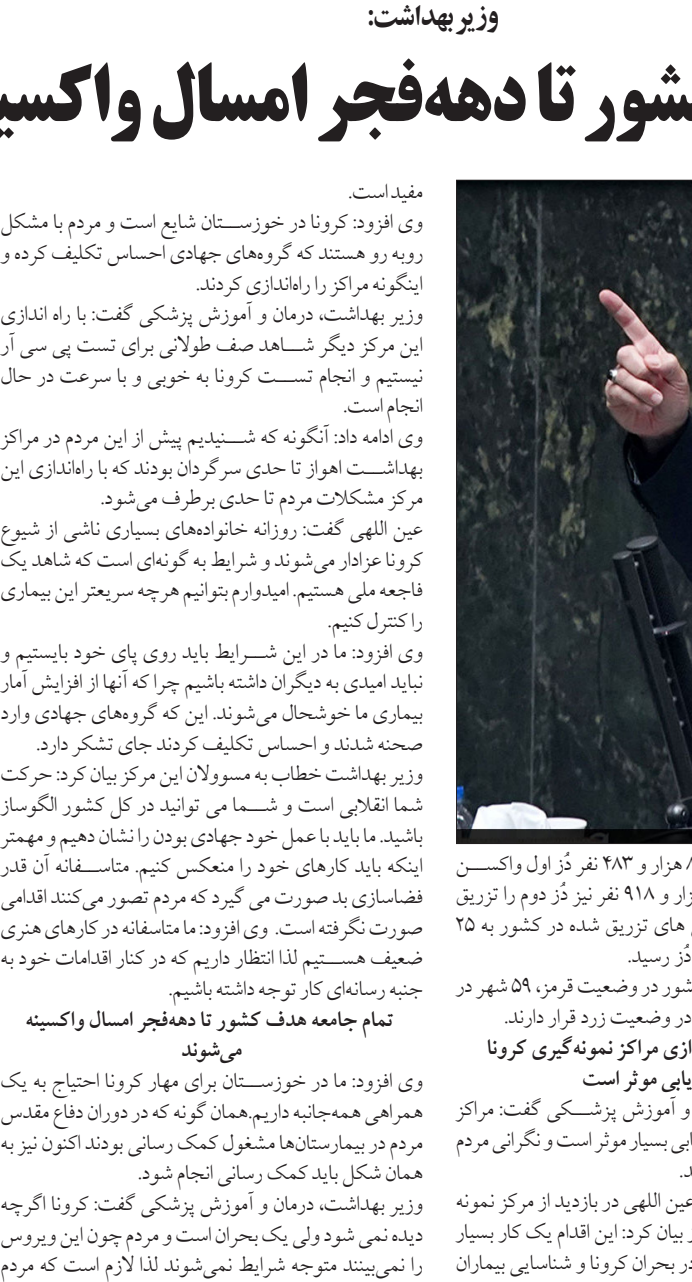 وزیر بهداشت:
شور تا دهه‌فجر امسال واکسی
۸ هزار و ۴۸۳ نفر دُز اول واکســـن
زار و ۹۱۸ نفر نیز دُز دوم را تزریق
های تزریق شده در کشور به ۲۵
دُز رسید.
شور در وضعیت قرمز، ۵۹ شهر در
در وضعیت زرد قرار دارند.
ازی مراکز نمونه‌گیری کرونا
یابی موثر است
و آموزش پزشـــکی گفت: مراکز
ابی بسیار موثر است و نگرانی مردم
د.
عین اللهی در بازدید از مرکز نمونه
بیان کرد: این اقدام یک کار بسیار
در بحران کرونا و شناسایی بیماران
مفید است.
وی افزود: کرونا در خوزســـتان شایع است و مردم با مشکل
روبه رو هستند که گروه‌های جهادی احساس تکلیف کرده و
اینگونه مراکز را راه‌اندازی کردند.
وزیر بهداشت، درمان و آموزش پزشکی گفت: با راه اندازی
این مرکز دیگر شـــاهد صف طولانی برای تست پی سی آر
نیستیم و انجام تســـت کرونا به خوبی و با سرعت در حال
انجام است.
وی ادامه داد: آنگونه که شـــنیدیم پیش از این مردم در مراکز
بهداشـــت اهواز تا حدی سرگردان بودند که با راه‌اندازی این
مرکز مشکلات مردم تا حدی برطرف می‌شود.
عین اللهی گفت: روزانه خانواده‌های بسیاری ناشی از شیوع
کرونا عزادار می‌شوند و شرایط به گونه‌ای است که شاهد یک
فاجعه ملی هستیم. امیدوارم بتوانیم هرچه سریعتر این بیماری
را کنترل کنیم.
وی افزود: ما در این شـــرایط باید روی پای خود بایستیم و
نباید امیدی به دیگران داشته باشیم چرا که آنها از افزایش آمار
بیماری ما خوشحال می‌شوند. این که گروه‌های جهادی وارد
صحنه شدند و احساس تکلیف کردند جای تشکر دارد.
وزیر بهداشت خطاب به مسوولان این مرکز بیان کرد: حرکت
شما انقلابی است و شـــما می توانید در کل کشور الگوساز
باشید. ما باید با عمل خود جهادی بودن را نشان دهیم و مهمتر
اینکه باید کارهای خود را منعکس کنیم. متاســـفانه آن قدر
فضاسازی بد صورت می گیرد که مردم تصور می‌کنند اقدامی
صورت نگرفته است. وی افزود: ما متاسفانه در کارهای هنری
ضعیف هســـتیم لذا انتظار داریم که در کنار اقدامات خود به
جنبه رسانه‌ای کار توجه داشته باشیم.
تمام جامعه هدف کشور تا دهه‌فجر امسال واکسینه
می‌شوند
وی افزود: ما در خوزســـتان برای مهار کرونا احتیاج به یک
همراهی همه‌جانبه داریم.همان گونه که در دوران دفاع مقدس
مردم در بیمارستان‌ها مشغول کمک رسانی بودند اکنون نیز به
همان شکل باید کمک رسانی انجام شود.
وزیر بهداشت، درمان و آموزش پزشکی گفت: کرونا اگرچه
دیده نمی شود ولی یک بحران است و مردم چون این ویروس
را نمی‌بینند متوجه شرایط نمی‌شوند لذا لازم است که مردم